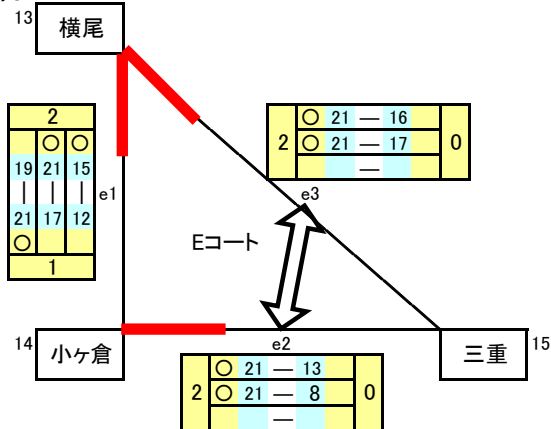 13 横尾
2
○ ○
19 21 15
| | |
21 17 12
○
1
e1
2 ○ 21 — 16 0
○ 21 — 17
—
e3
Eコート
14 小ヶ倉
e2
三重 15
2 ○ 21 — 13 0
○ 21 — 8
—